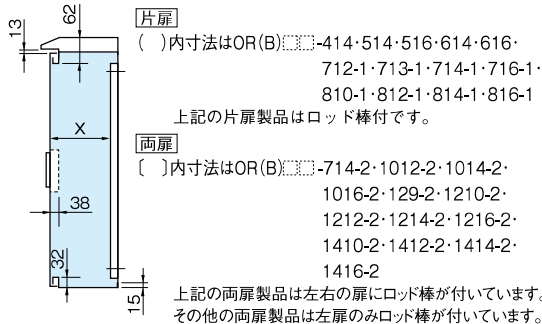 62
13
X
38
32
15
片扉
(　)内寸法はOR(B)□□-414・514・516・614・616・
712-1・713-1・714-1・716-1・
810-1・812-1・814-1・816-1
上記の片扉製品はロッド棒付です。
両扉
〔　〕内寸法はOR(B)□□-714-2・1012-2・1014-2・
1016-2・129-2・1210-2・
1212-2・1214-2・1216-2・
1410-2・1412-2・1414-2・
1416-2
上記の両扉製品は左右の扉にロッド棒が付いています。
その他の両扉製品は左扉のみロッド棒が付いています。